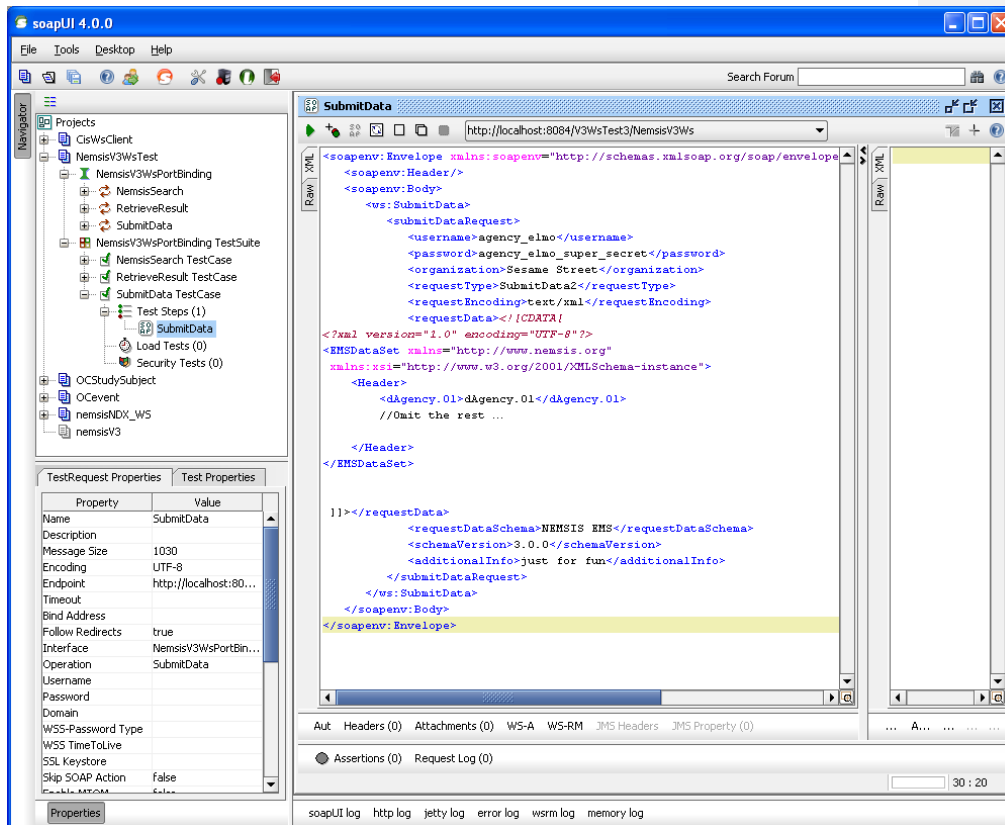 soapUI 4.0.0
File Tools Desktop Help
Search Forum
Navigator
Projects
CisWsClient
NemsisV3WsTest
NemsisV3WsPortBinding
NemsisSearch
RetrieveResult
SubmitData
NemsisV3WsPortBinding TestSuite
NemsisSearch TestCase
RetrieveResult TestCase
SubmitData TestCase
Test Steps (1)
SubmitData
Load Tests (0)
Security Tests (0)
OCStudySubject
OCevent
nemsisNDX_WS
nemsisV3
TestRequest Properties Test Properties
Property Value
Name SubmitData
Description
Message Size 1030
Encoding UTF-8
Endpoint http://localhost:80...
Timeout
Bind Address
Follow Redirects true
Interface NemsisV3WsPortBin...
Operation SubmitData
Username
Password
Domain
WSS-Password Type
WSS TimeToLive
SSL Keystore
Skip SOAP Action false
Enable MTOM false
Properties
SubmitData
http://localhost:8084/V3WsTest3/NemsisV3Ws
XML
Raw
<soapenv:Envelope xmlns:soapenv="http://schemas.xmlsoap.org/soap/envelope
<soapenv:Header/>
<soapenv:Body>
<ws:SubmitData>
<submitDataRequest>
<username>agency_elmo</username>
<password>agency_elmo_super_secret</password>
<organization>Sesame Street</organization>
<requestType>SubmitData2</requestType>
<requestEncoding>text/xml</requestEncoding>
<requestData><![CDATA[
<?xml version="1.0" encoding="UTF-8"?>
<EMSDataSet xmlns="http://www.nemsis.org"
xmlns:xsi="http://www.w3.org/2001/XMLSchema-instance">
<Header>
<dAgency.01>dAgency.01</dAgency.01>
//Omit the rest ...
</Header>
</EMSDataSet>
]]></requestData>
<requestDataSchema>NEMSIS EMS</requestDataSchema>
<schemaVersion>3.0.0</schemaVersion>
<additionalInfo>just for fun</additionalInfo>
</submitDataRequest>
</ws:SubmitData>
</soapenv:Body>
</soapenv:Envelope>
XML
Raw
Aut Headers (0) Attachments (0) WS-A WS-RM JMS Headers JMS Property (0)
... A... ... ...
Assertions (0) Request Log (0)
30 : 20
soapUI log http log jetty log error log wsrm log memory log